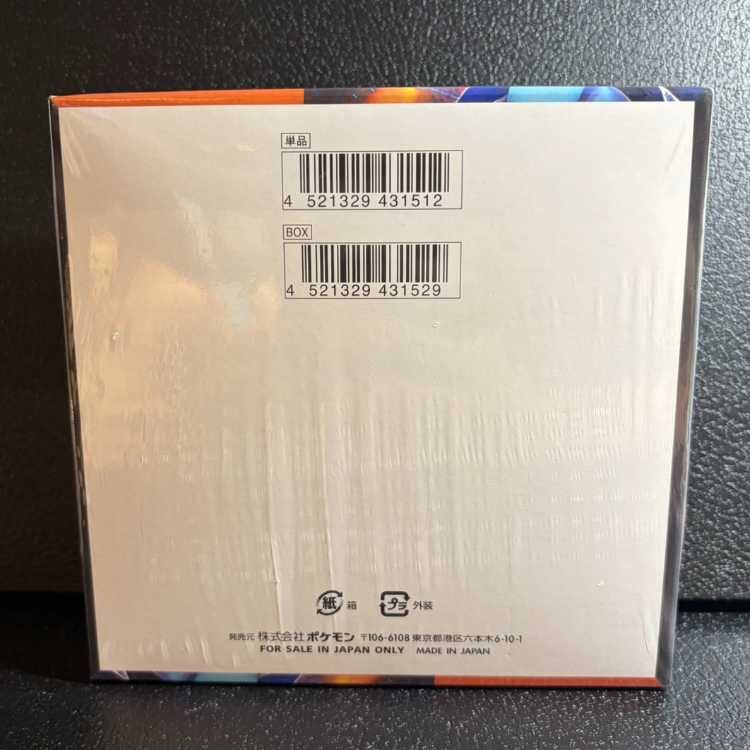 単品
4 521329 431512
BOX
4 521329 431529
紙 箱 プラ 外装
発売元 株式会社ポケモン 〒106-6108 東京都港区六本木6-10-1
FOR SALE IN JAPAN ONLY MADE IN JAPAN